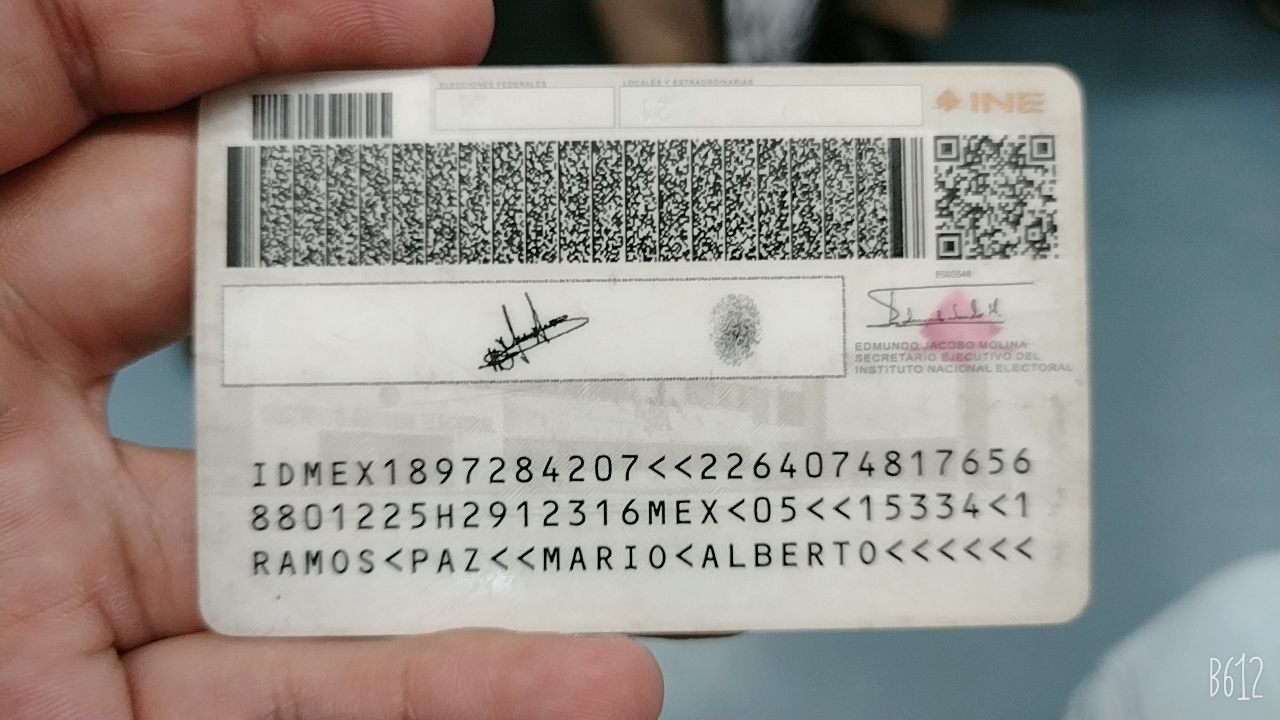 ELECCIONES FEDERALES
LOCALES Y EXTRAORDINARIAS
INE
EDMUNDO JACOBO MOLINA
SECRETARIO EJECUTIVO DEL
INSTITUTO NACIONAL ELECTORAL
IDMEX1897284207<<2264074817656
8801225H2912316MEX<05<<15334<1
RAMOS<PAZ<<MARIO<ALBERTO<<<<<<
B612